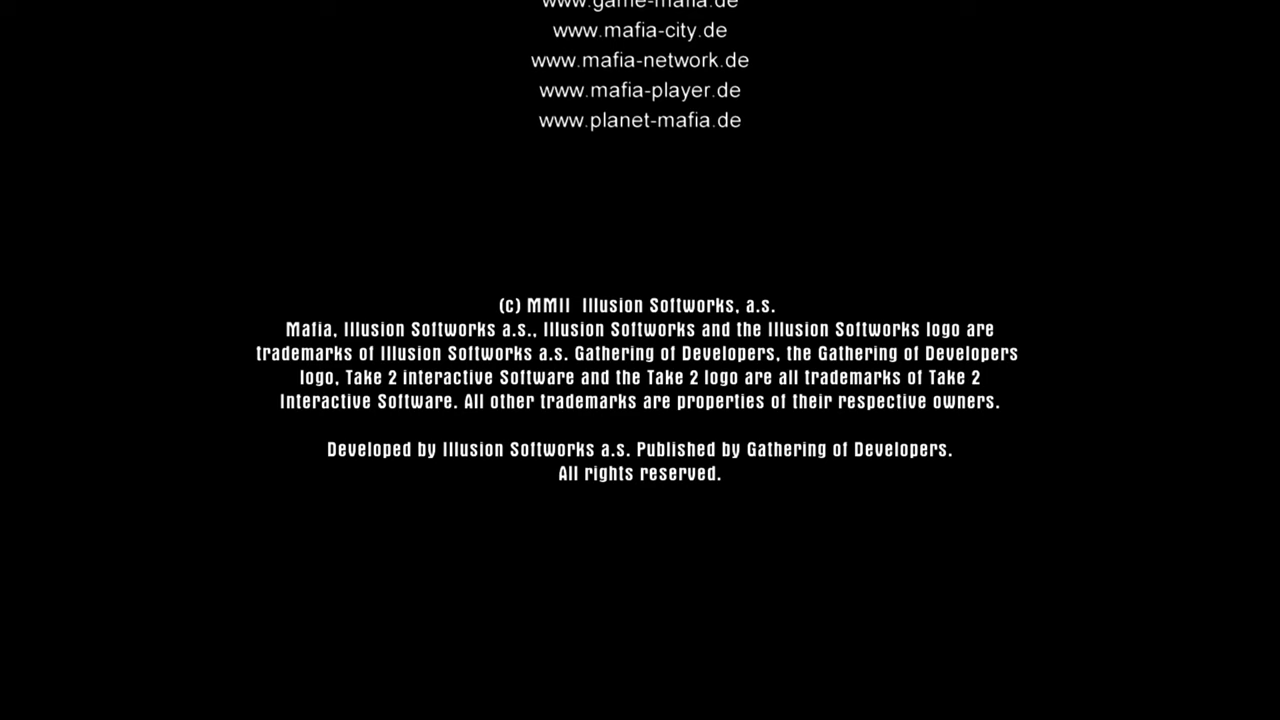 www.game-mafia.de
www.mafia-city.de
www.mafia-network.de
www.mafia-player.de
www.planet-mafia.de
(c) MMII Illusion Softworks, a.s.
Mafia, Illusion Softworks a.s., Illusion Softworks and the Illusion Softworks logo are
trademarks of Illusion Softworks a.s. Gathering of Developers, the Gathering of Developers
logo, Take 2 interactive Software and the Take 2 logo are all trademarks of Take 2
Interactive Software. All other trademarks are properties of their respective owners.
Developed by Illusion Softworks a.s. Published by Gathering of Developers.
All rights reserved.